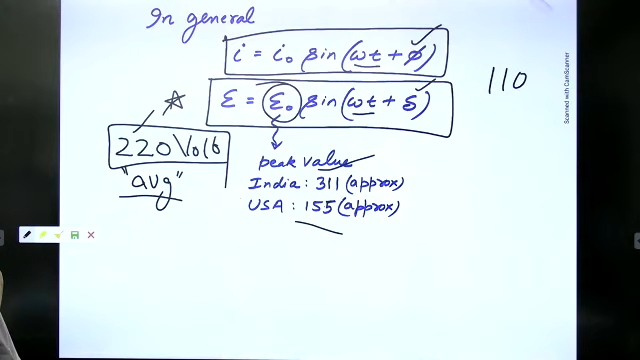 In general
i = i₀ sin(ωt + φ)
110
ε = ε₀ sin(ωt + δ)
220 Volt
"avg"
peak value
India : 311 (approx)
USA : 155 (approx)
Scanned with CamScanner